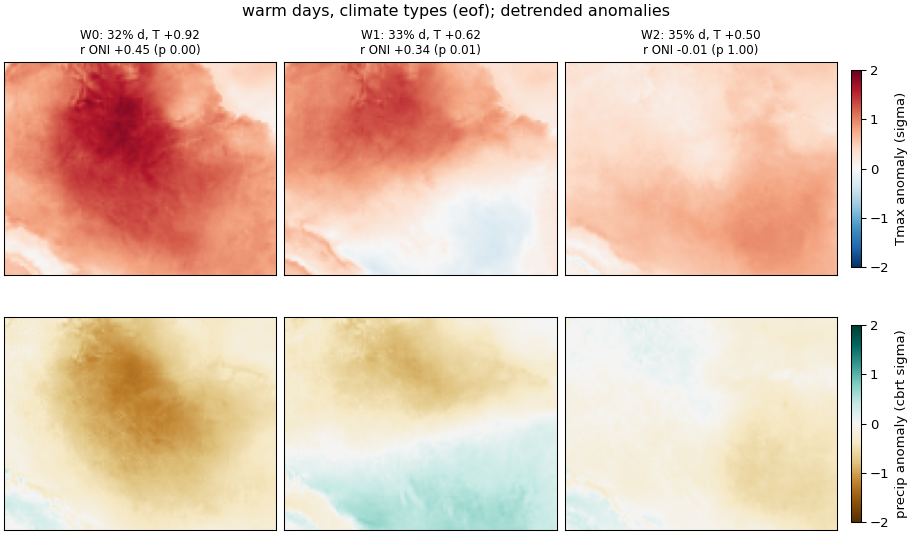 warm days, climate types (eof); detrended anomalies
W0: 32% d, T +0.92
r ONI +0.45 (p 0.00)
W1: 33% d, T +0.62
r ONI +0.34 (p 0.01)
W2: 35% d, T +0.50
r ONI -0.01 (p 1.00)
2
1
0
−1
−2
Tmax anomaly (sigma)
2
1
0
−1
−2
precip anomaly (cbrt sigma)